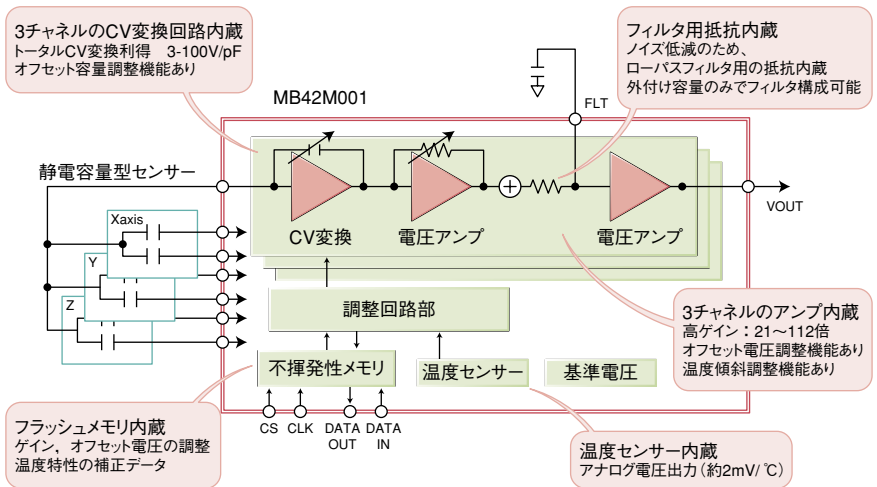 3チャネルのCV変換回路内蔵
トータルCV変換利得　3-100V/pF
オフセット容量調整機能あり
フィルタ用抵抗内蔵
ノイズ低減のため、
ローパスフィルタ用の抵抗内蔵
外付け容量のみでフィルタ構成可能
MB42M001
FLT
静電容量型センサー
VOUT
Xaxis
Y
Z
CV変換
電圧アンプ
電圧アンプ
調整回路部
不揮発性メモリ
温度センサー
基準電圧
3チャネルのアンプ内蔵
高ゲイン：21～112倍
オフセット電圧調整機能あり
温度傾斜調整機能あり
CS
CLK
DATA
OUT
DATA
IN
フラッシュメモリ内蔵
ゲイン，オフセット電圧の調整
温度特性の補正データ
温度センサー内蔵
アナログ電圧出力（約2mV/℃）